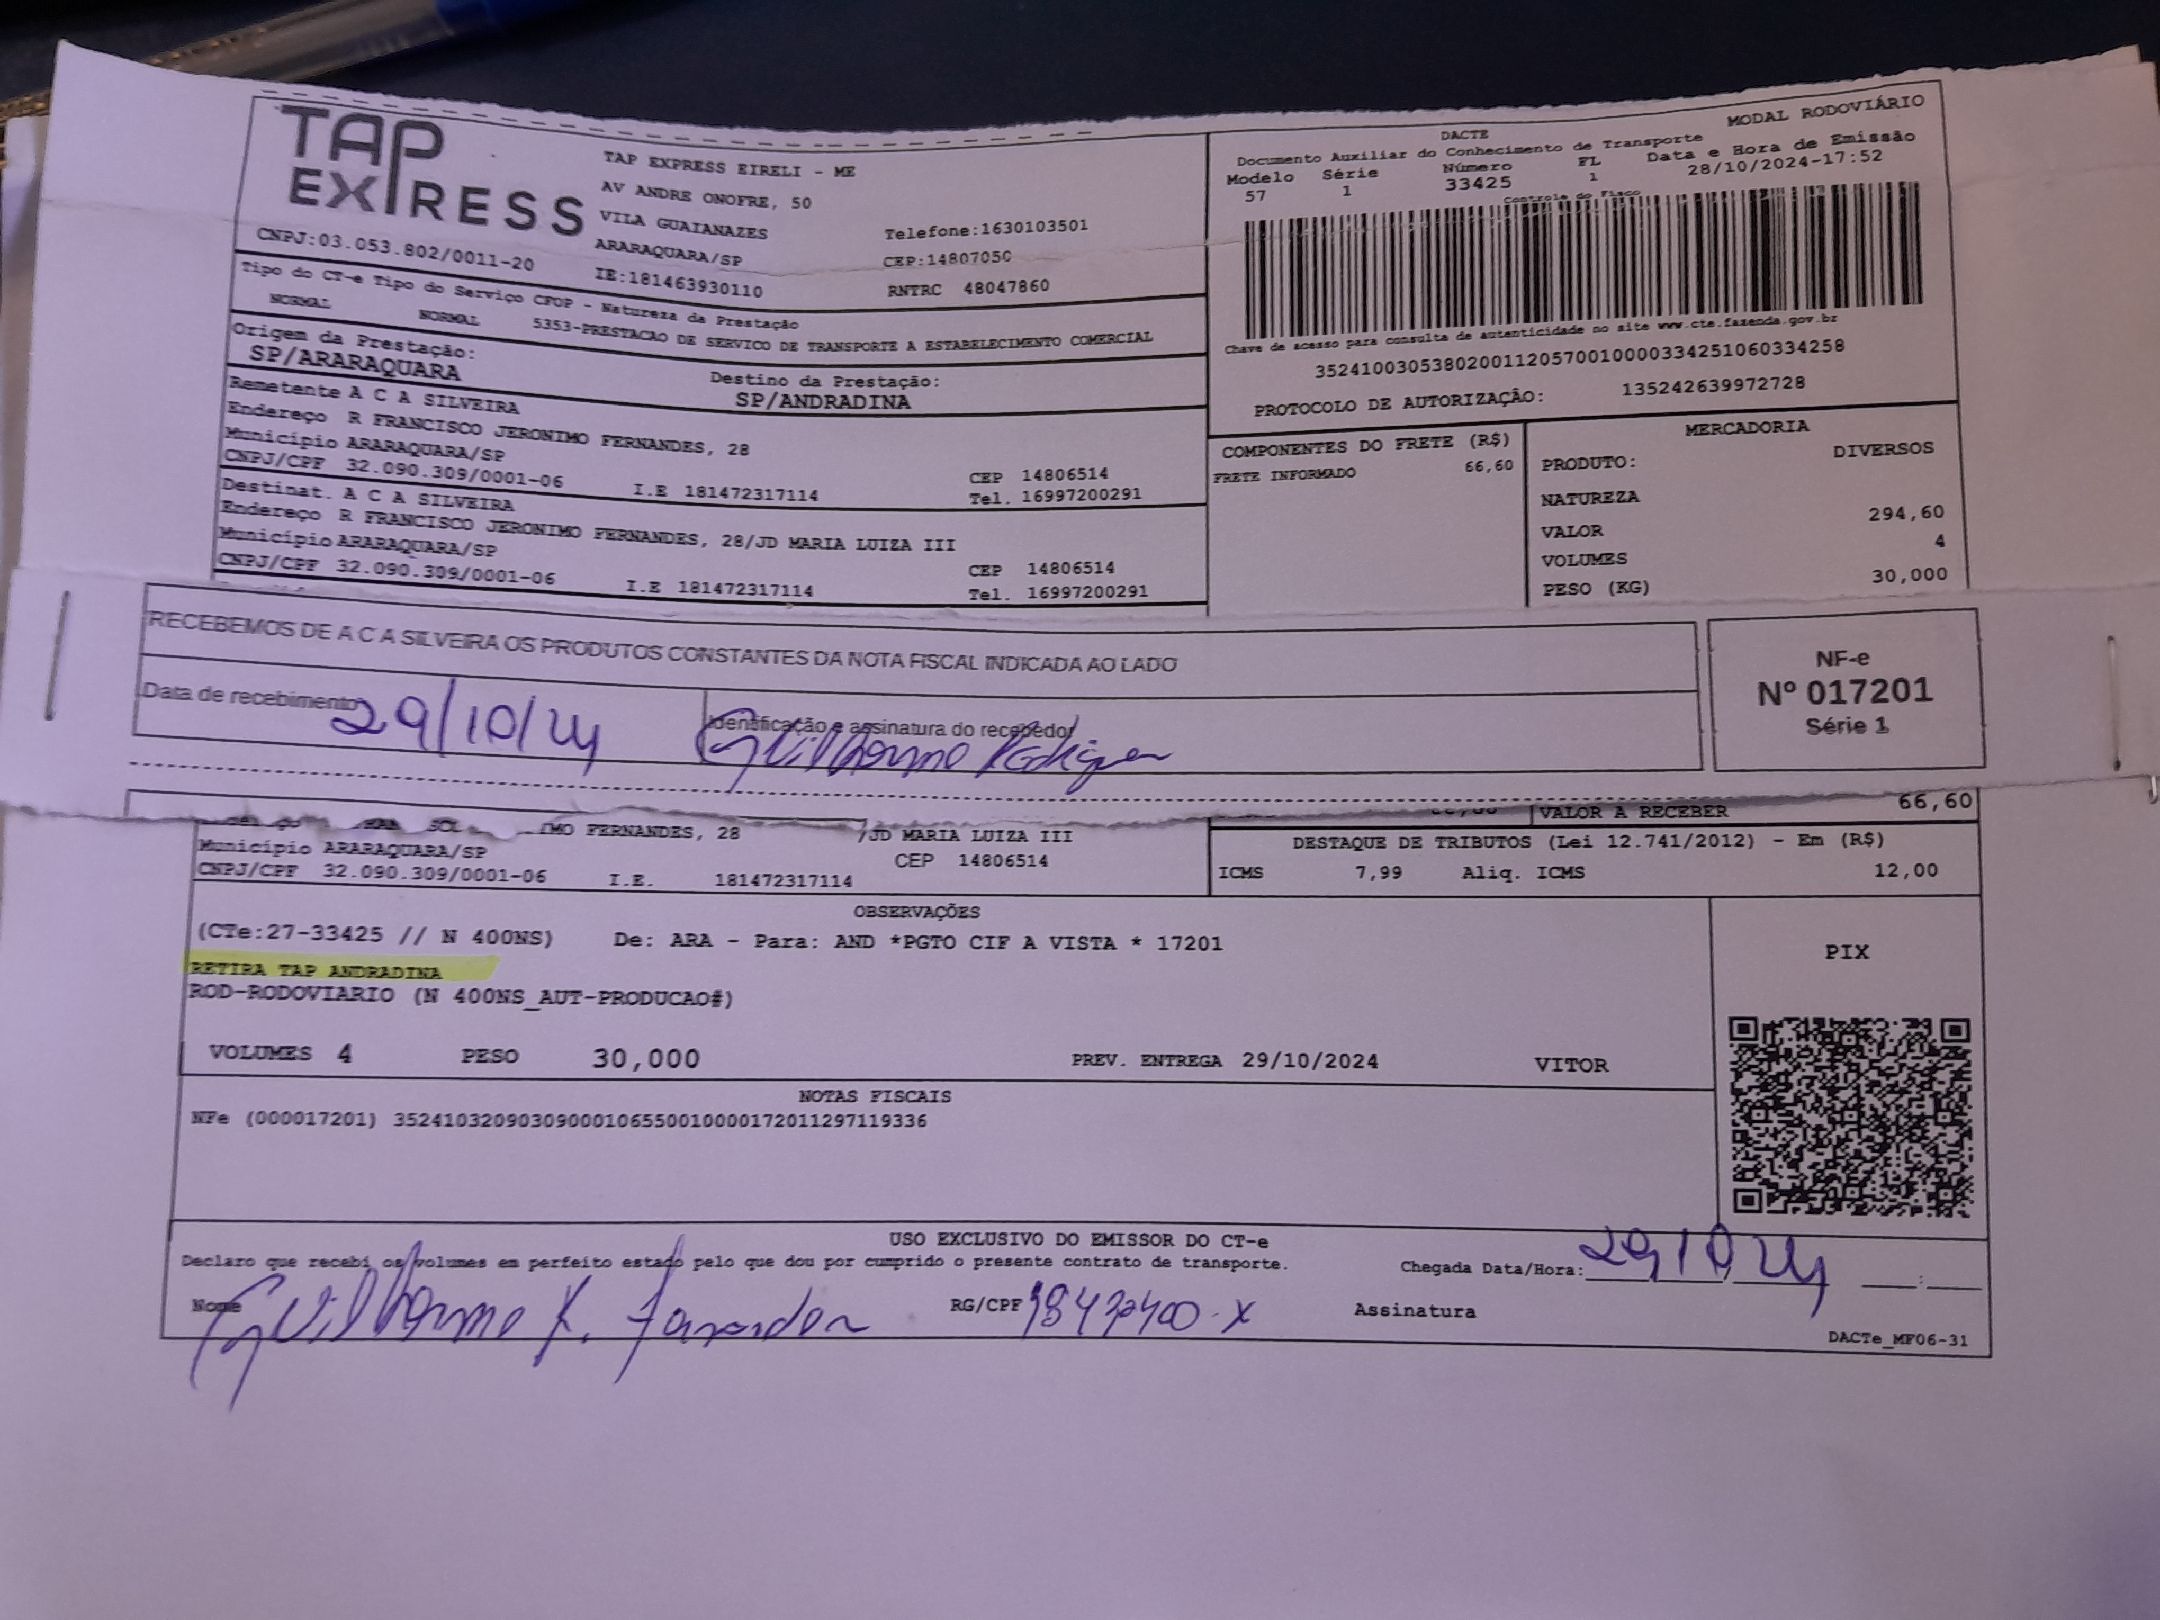 TAP EXPRESS
TAP EXPRESS EIRELI - ME
AV ANDRE ONOFRE, 50
VILA GUAIANAZES
Telefone:1630103501
ARARAQUARA/SP
CEP:14807050
CNPJ:03.053.802/0011-20
IE:181463930110
RNTRC 48047860
Tipo do CT-e Tipo do Serviço CFOP - Natureza da Prestação
NORMAL NORMAL 5353-PRESTACAO DE SERVICO DE TRANSPORTE A ESTABELECIMENTO COMERCIAL
Origem da Prestação:
SP/ARARAQUARA
Destino da Prestação:
SP/ANDRADINA
Remetente A C A SILVEIRA
Endereço R FRANCISCO JERONIMO FERNANDES, 28
Município ARARAQUARA/SP
CEP 14806514
CNPJ/CPF 32.090.309/0001-06 I.E 181472317114 Tel. 16997200291
Destinat. A C A SILVEIRA
Endereço R FRANCISCO JERONIMO FERNANDES, 28/JD MARIA LUIZA III
Município ARARAQUARA/SP
CEP 14806514
CNPJ/CPF 32.090.309/0001-06 I.E 181472317114 Tel. 16997200291
MODAL RODOVIÁRIO
DACTE
Documento Auxiliar do Conhecimento de Transporte
Modelo Série Número FL Data e Hora de Emissão
57 1 33425 1 28/10/2024-17:52
Controle do Fisco
Chave de acesso para consulta de autenticidade no site www.cte.fazenda.gov.br
35241003053802001120570010000334251060334258
PROTOCOLO DE AUTORIZAÇÃO: 135242639972728
COMPONENTES DO FRETE (R$)
FRETE INFORMADO 66,60
MERCADORIA
PRODUTO: DIVERSOS
NATUREZA
VALOR 294,60
VOLUMES 4
PESO (KG) 30,000
RECEBEMOS DE A C A SILVEIRA OS PRODUTOS CONSTANTES DA NOTA FISCAL INDICADA AO LADO
Data de recebimento 29/10/24
Identificação e assinatura do recebedor
Guilherme Rodrigues
NF-e
Nº 017201
Série 1
FERNANDES, 28 /JD MARIA LUIZA III
Município ARARAQUARA/SP
CEP 14806514
CNPJ/CPF 32.090.309/0001-06 I.E. 181472317114
VALOR A RECEBER 66,60
DESTAQUE DE TRIBUTOS (Lei 12.741/2012) - Em (R$)
ICMS 7,99 Aliq. ICMS 12,00
OBSERVAÇÕES
(CTe:27-33425 // N 400NS) De: ARA - Para: AND *PGTO CIF A VISTA * 17201
RETIRA TAP ANDRADINA
ROD-RODOVIARIO (N 400NS_AUT-PRODUCAO#)
VOLUMES 4 PESO 30,000 PREV. ENTREGA 29/10/2024 VITOR
PIX
NOTAS FISCAIS
NFe (000017201) 35241032090309000106550010000172011297119336
USO EXCLUSIVO DO EMISSOR DO CT-e
Declaro que recebi os volumes em perfeito estado pelo que dou por cumprido o presente contrato de transporte.
Chegada Data/Hora: 29/10/24
Nome Guilherme
RG/CPF
Assinatura
DACTe_MF06-31